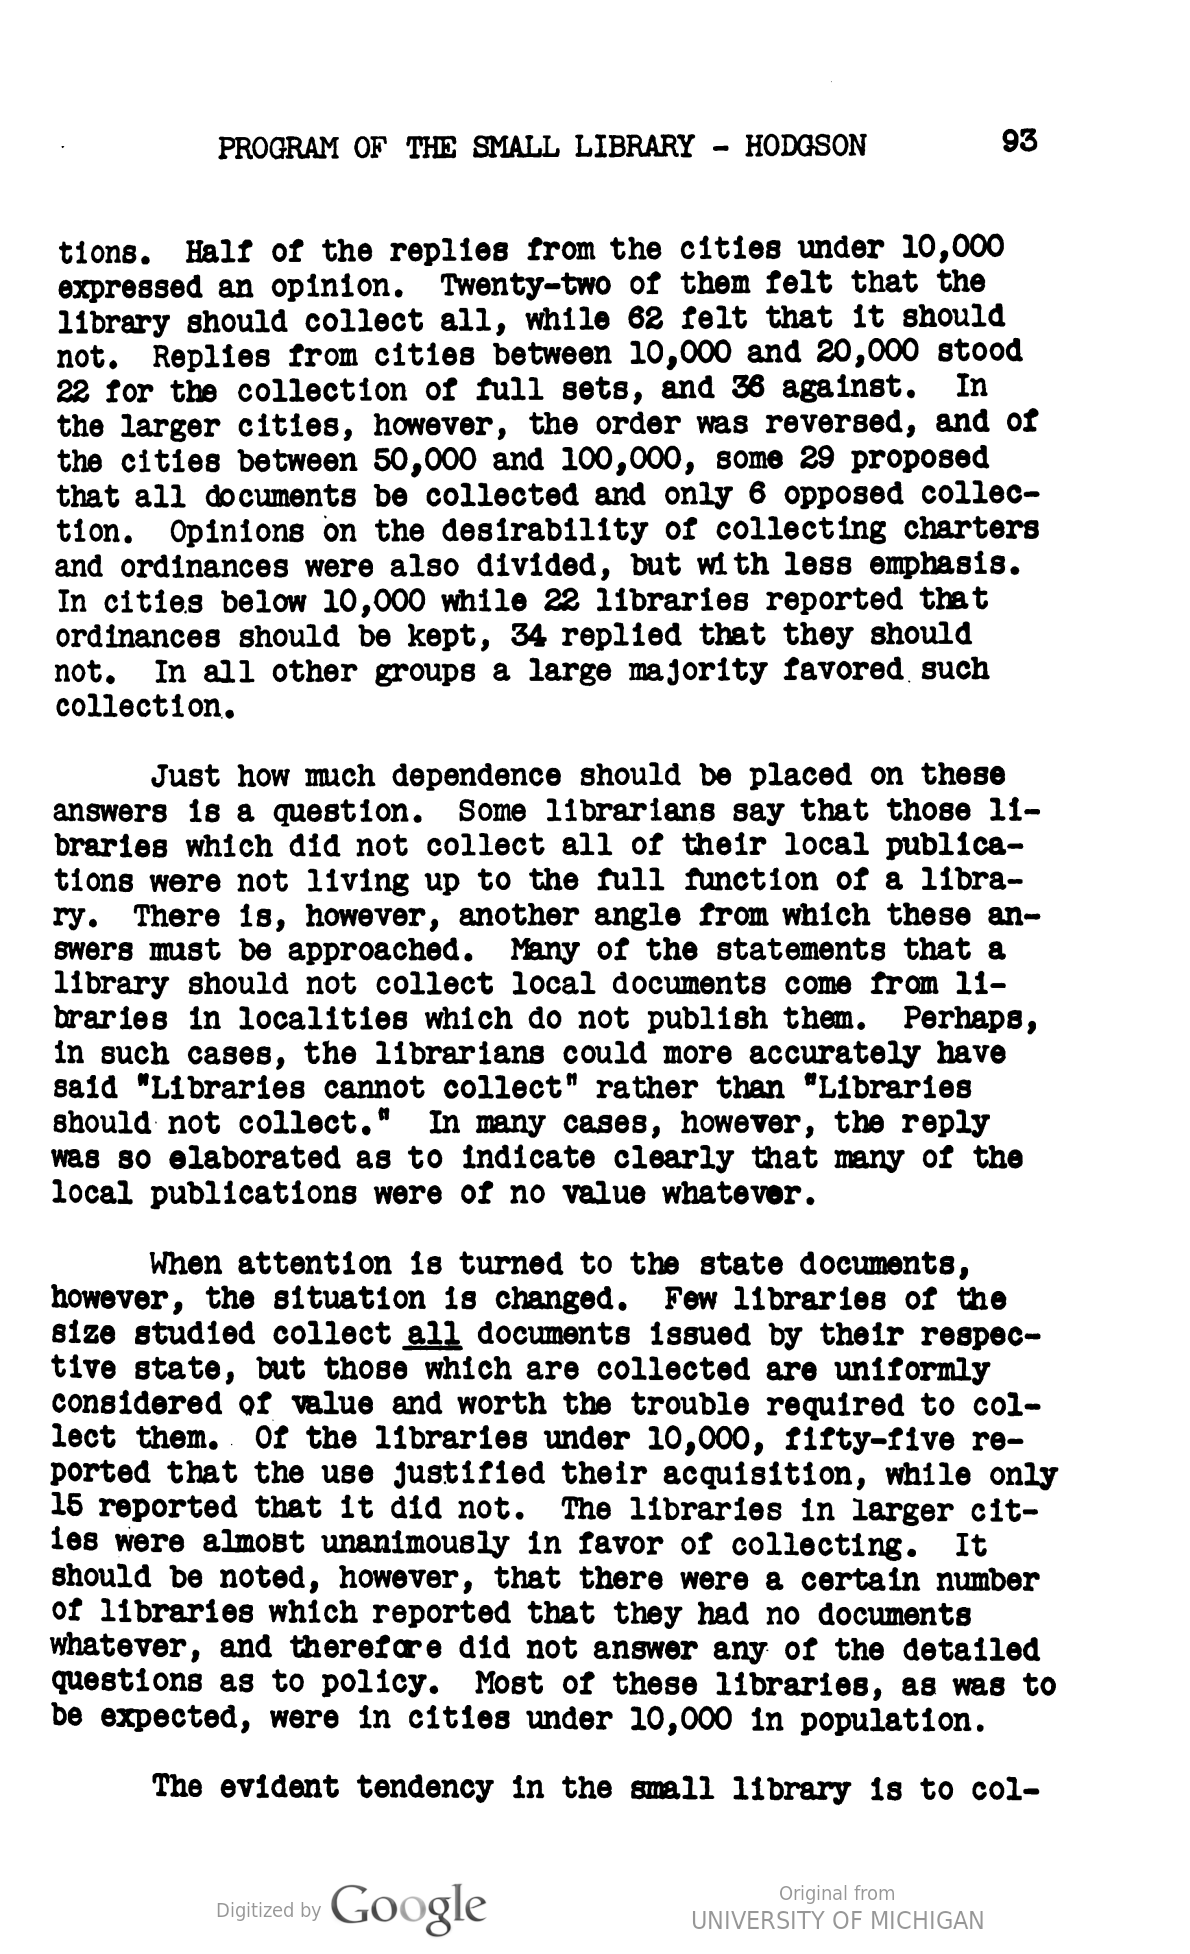 PROGRAM OF THE SMALL LIBRARY - HODGSON 93
tions. Half of the replies from the cities under 10,000
expressed an opinion. Twenty-two of them felt that the
library should collect all, while 62 felt that it should
not. Replies from cities between 10,000 and 20,000 stood
22 for the collection of full sets, and 36 against. In
the larger cities, however, the order was reversed, and of
the cities between 50,000 and 100,000, some 29 proposed
that all documents be collected and only 6 opposed collec-
tion. Opinions on the desirability of collecting charters
and ordinances were also divided, but with less emphasis.
In cities below 10,000 while 22 libraries reported that
ordinances should be kept, 34 replied that they should
not. In all other groups a large majority favored such
collection.
Just how much dependence should be placed on these
answers is a question. Some librarians say that those li-
braries which did not collect all of their local publica-
tions were not living up to the full function of a libra-
ry. There is, however, another angle from which these an-
swers must be approached. Many of the statements that a
library should not collect local documents come from li-
braries in localities which do not publish them. Perhaps,
in such cases, the librarians could more accurately have
said "Libraries cannot collect" rather than "Libraries
should not collect." In many cases, however, the reply
was so elaborated as to indicate clearly that many of the
local publications were of no value whatever.
When attention is turned to the state documents,
however, the situation is changed. Few libraries of the
size studied collect all documents issued by their respec-
tive state, but those which are collected are uniformly
considered of value and worth the trouble required to col-
lect them. Of the libraries under 10,000, fifty-five re-
ported that the use justified their acquisition, while only
15 reported that it did not. The libraries in larger cit-
ies were almost unanimously in favor of collecting. It
should be noted, however, that there were a certain number
of libraries which reported that they had no documents
whatever, and therefore did not answer any of the detailed
questions as to policy. Most of these libraries, as was to
be expected, were in cities under 10,000 in population.
The evident tendency in the small library is to col-
Digitized by Google
Original from
UNIVERSITY OF MICHIGAN